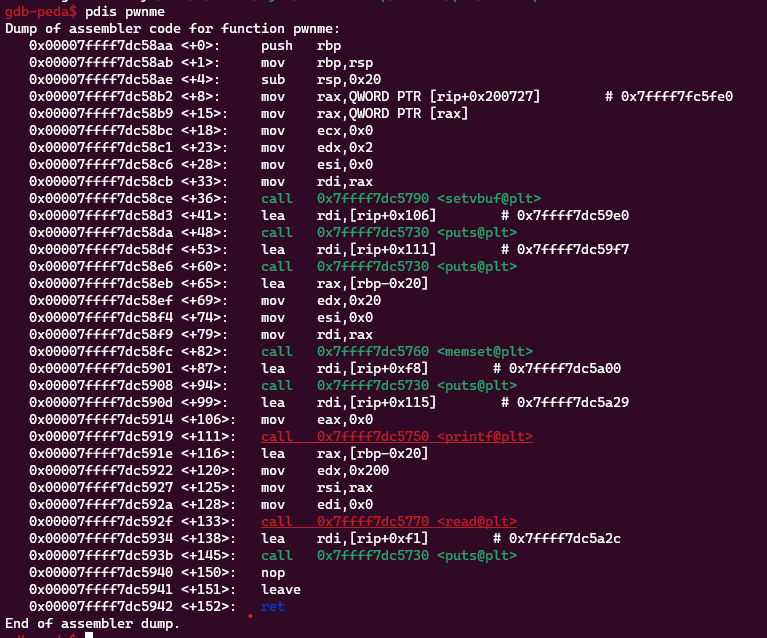 gdb-peda$ pdis pwnme
Dump of assembler code for function pwnme:
   0x00007ffff7dc58aa <+0>:     push   rbp
   0x00007ffff7dc58ab <+1>:     mov    rbp,rsp
   0x00007ffff7dc58ae <+4>:     sub    rsp,0x20
   0x00007ffff7dc58b2 <+8>:     mov    rax,QWORD PTR [rip+0x200727]        # 0x7ffff7fc5fe0
   0x00007ffff7dc58b9 <+15>:    mov    rax,QWORD PTR [rax]
   0x00007ffff7dc58bc <+18>:    mov    ecx,0x0
   0x00007ffff7dc58c1 <+23>:    mov    edx,0x2
   0x00007ffff7dc58c6 <+28>:    mov    esi,0x0
   0x00007ffff7dc58cb <+33>:    mov    rdi,rax
   0x00007ffff7dc58ce <+36>:    call   0x7ffff7dc5790 <setvbuf@plt>
   0x00007ffff7dc58d3 <+41>:    lea    rdi,[rip+0x106]        # 0x7ffff7dc59e0
   0x00007ffff7dc58da <+48>:    call   0x7ffff7dc5730 <puts@plt>
   0x00007ffff7dc58df <+53>:    lea    rdi,[rip+0x111]        # 0x7ffff7dc59f7
   0x00007ffff7dc58e6 <+60>:    call   0x7ffff7dc5730 <puts@plt>
   0x00007ffff7dc58eb <+65>:    lea    rax,[rbp-0x20]
   0x00007ffff7dc58ef <+69>:    mov    edx,0x20
   0x00007ffff7dc58f4 <+74>:    mov    esi,0x0
   0x00007ffff7dc58f9 <+79>:    mov    rdi,rax
   0x00007ffff7dc58fc <+82>:    call   0x7ffff7dc5760 <memset@plt>
   0x00007ffff7dc5901 <+87>:    lea    rdi,[rip+0xf8]        # 0x7ffff7dc5a00
   0x00007ffff7dc5908 <+94>:    call   0x7ffff7dc5730 <puts@plt>
   0x00007ffff7dc590d <+99>:    lea    rdi,[rip+0x115]        # 0x7ffff7dc5a29
   0x00007ffff7dc5914 <+106>:   mov    eax,0x0
   0x00007ffff7dc5919 <+111>:   call   0x7ffff7dc5750 <printf@plt>
   0x00007ffff7dc591e <+116>:   lea    rax,[rbp-0x20]
   0x00007ffff7dc5922 <+120>:   mov    edx,0x200
   0x00007ffff7dc5927 <+125>:   mov    rsi,rax
   0x00007ffff7dc592a <+128>:   mov    edi,0x0
   0x00007ffff7dc592f <+133>:   call   0x7ffff7dc5770 <read@plt>
   0x00007ffff7dc5934 <+138>:   lea    rdi,[rip+0xf1]        # 0x7ffff7dc5a2c
   0x00007ffff7dc593b <+145>:   call   0x7ffff7dc5730 <puts@plt>
   0x00007ffff7dc5940 <+150>:   nop
   0x00007ffff7dc5941 <+151>:   leave
   0x00007ffff7dc5942 <+152>:   ret
End of assembler dump.